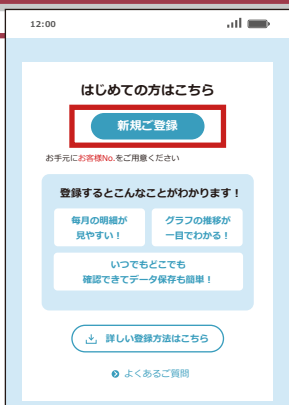 12:00
はじめての方はこちら
新規ご登録
お手元にお客様No.をご用意ください
登録するとこんなことがわかります！
毎月の明細が
見やすい！
グラフの推移が
一目でわかる！
いつでもどこでも
確認できてデータ保存も簡単！
詳しい登録方法はこちら
よくあるご質問